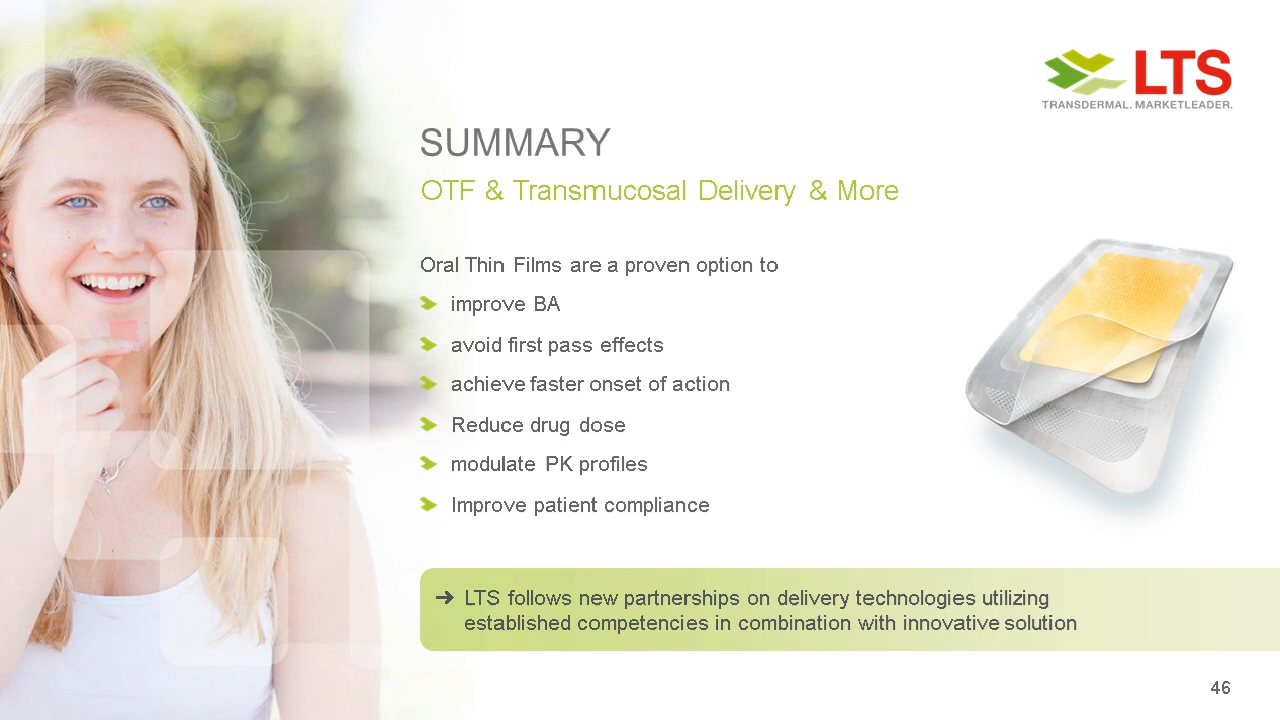 LTS
TRANSDERMAL. MARKETLEADER.
SUMMARY
OTF & Transmucosal Delivery & More
Oral Thin Films are a proven option to
improve BA
avoid first pass effects
achieve faster onset of action
Reduce drug dose
modulate PK profiles
Improve patient compliance
➔ LTS follows new partnerships on delivery technologies utilizing
established competencies in combination with innovative solution
46